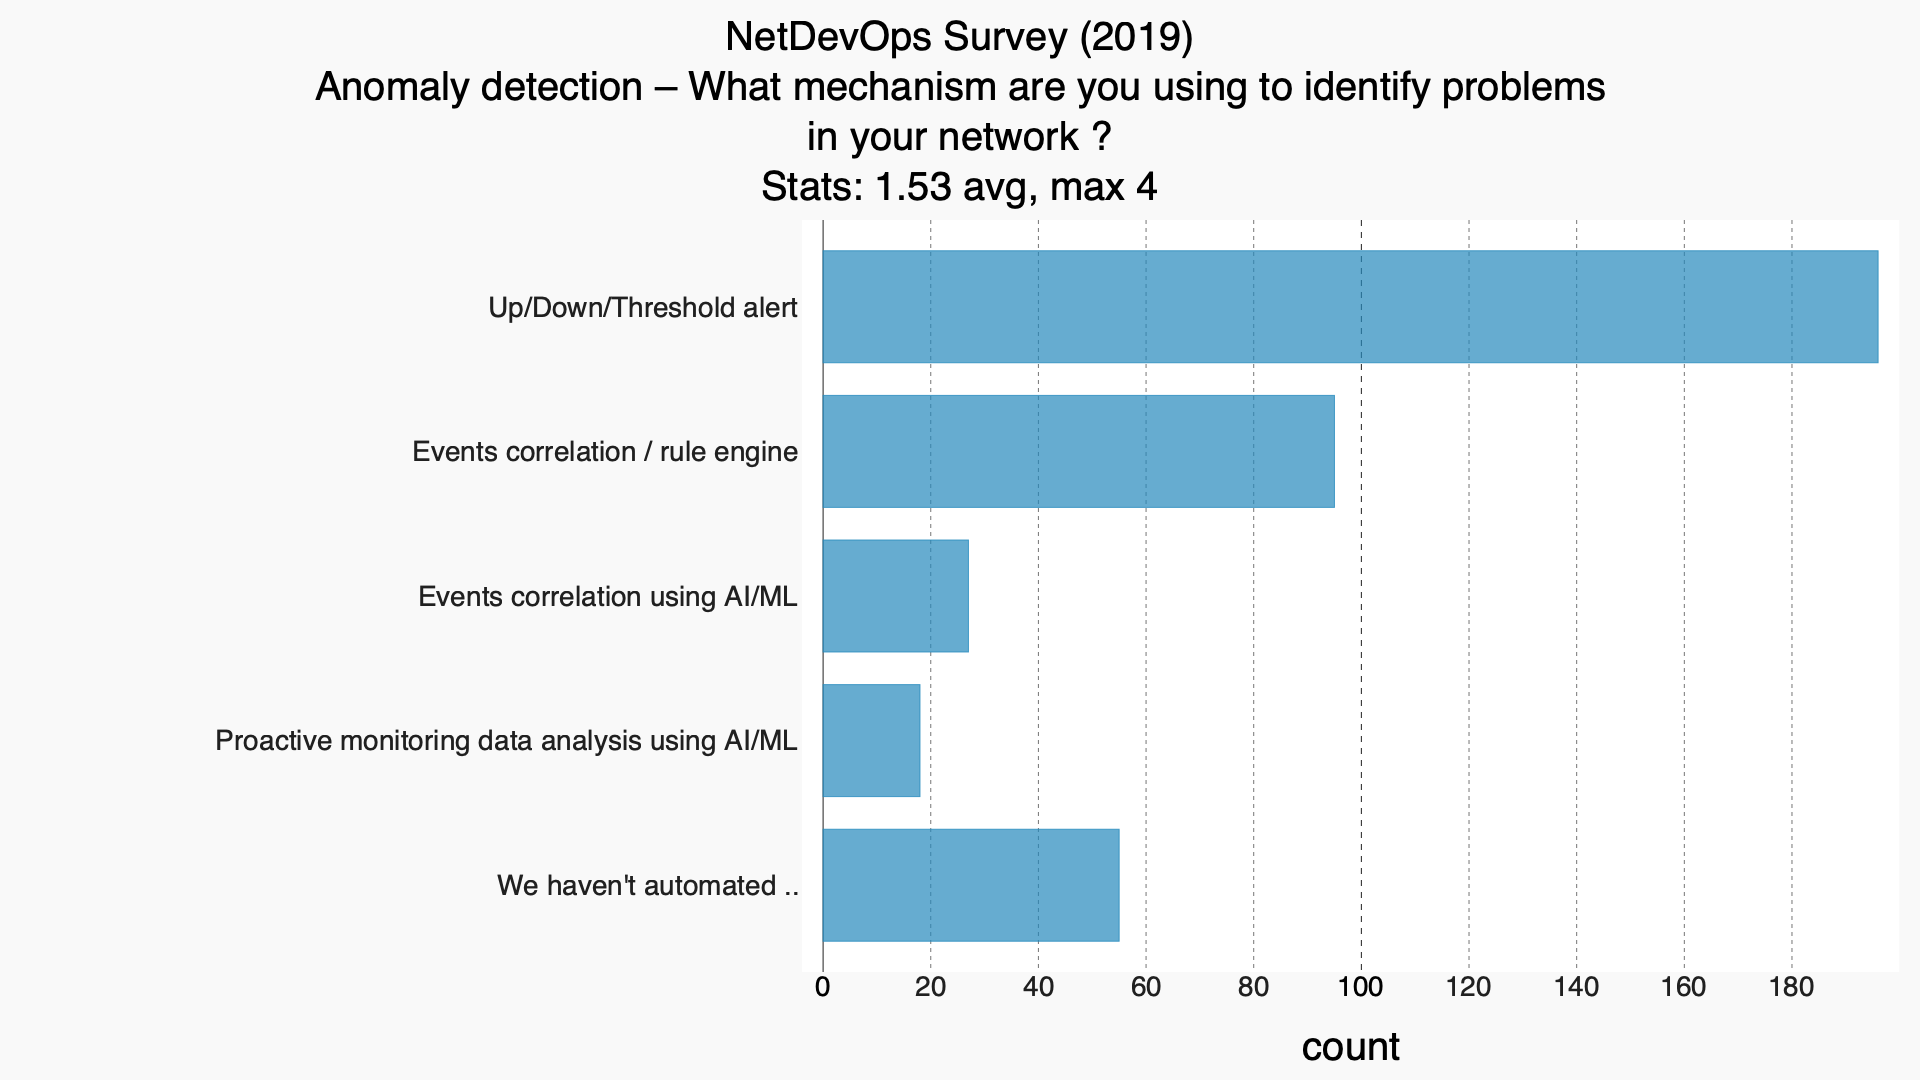 NetDevOps Survey (2019)
Anomaly detection – What mechanism are you using to identify problems
in your network ?
Stats: 1.53 avg, max 4
Up/Down/Threshold alert
Events correlation / rule engine
Events correlation using AI/ML
Proactive monitoring data analysis using AI/ML
We haven't automated ..
0 20 40 60 80 100 120 140 160 180
count